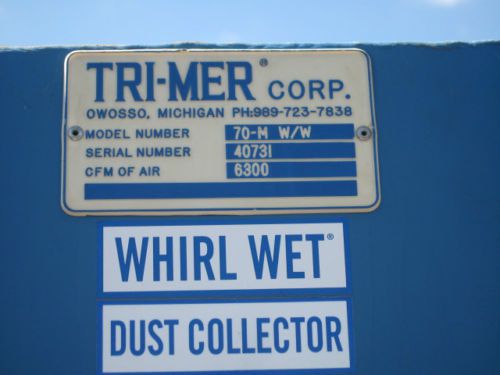 TRI-MER® CORP.
OWOSSO, MICHIGAN PH:989-723-7838
MODEL NUMBER 70-M W/W
SERIAL NUMBER 40731
CFM OF AIR 6300
WHIRL WET®
DUST COLLECTOR